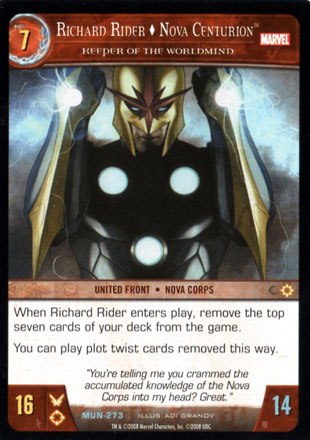 7
RICHARD RIDER ♦ NOVA CENTURION™
MARVEL
KEEPER OF THE WORLDMIND
UNITED FRONT • NOVA CORPS
When Richard Rider enters play, remove the top
seven cards of your deck from the game.
You can play plot twist cards removed this way.
"You're telling me you crammed the
accumulated knowledge of the Nova
Corps into my head? Great."
16
MUN-273 ILLUS: ADI GRANOV
14
TM & ©2008 Marvel Characters, Inc. ©2008 UDC.